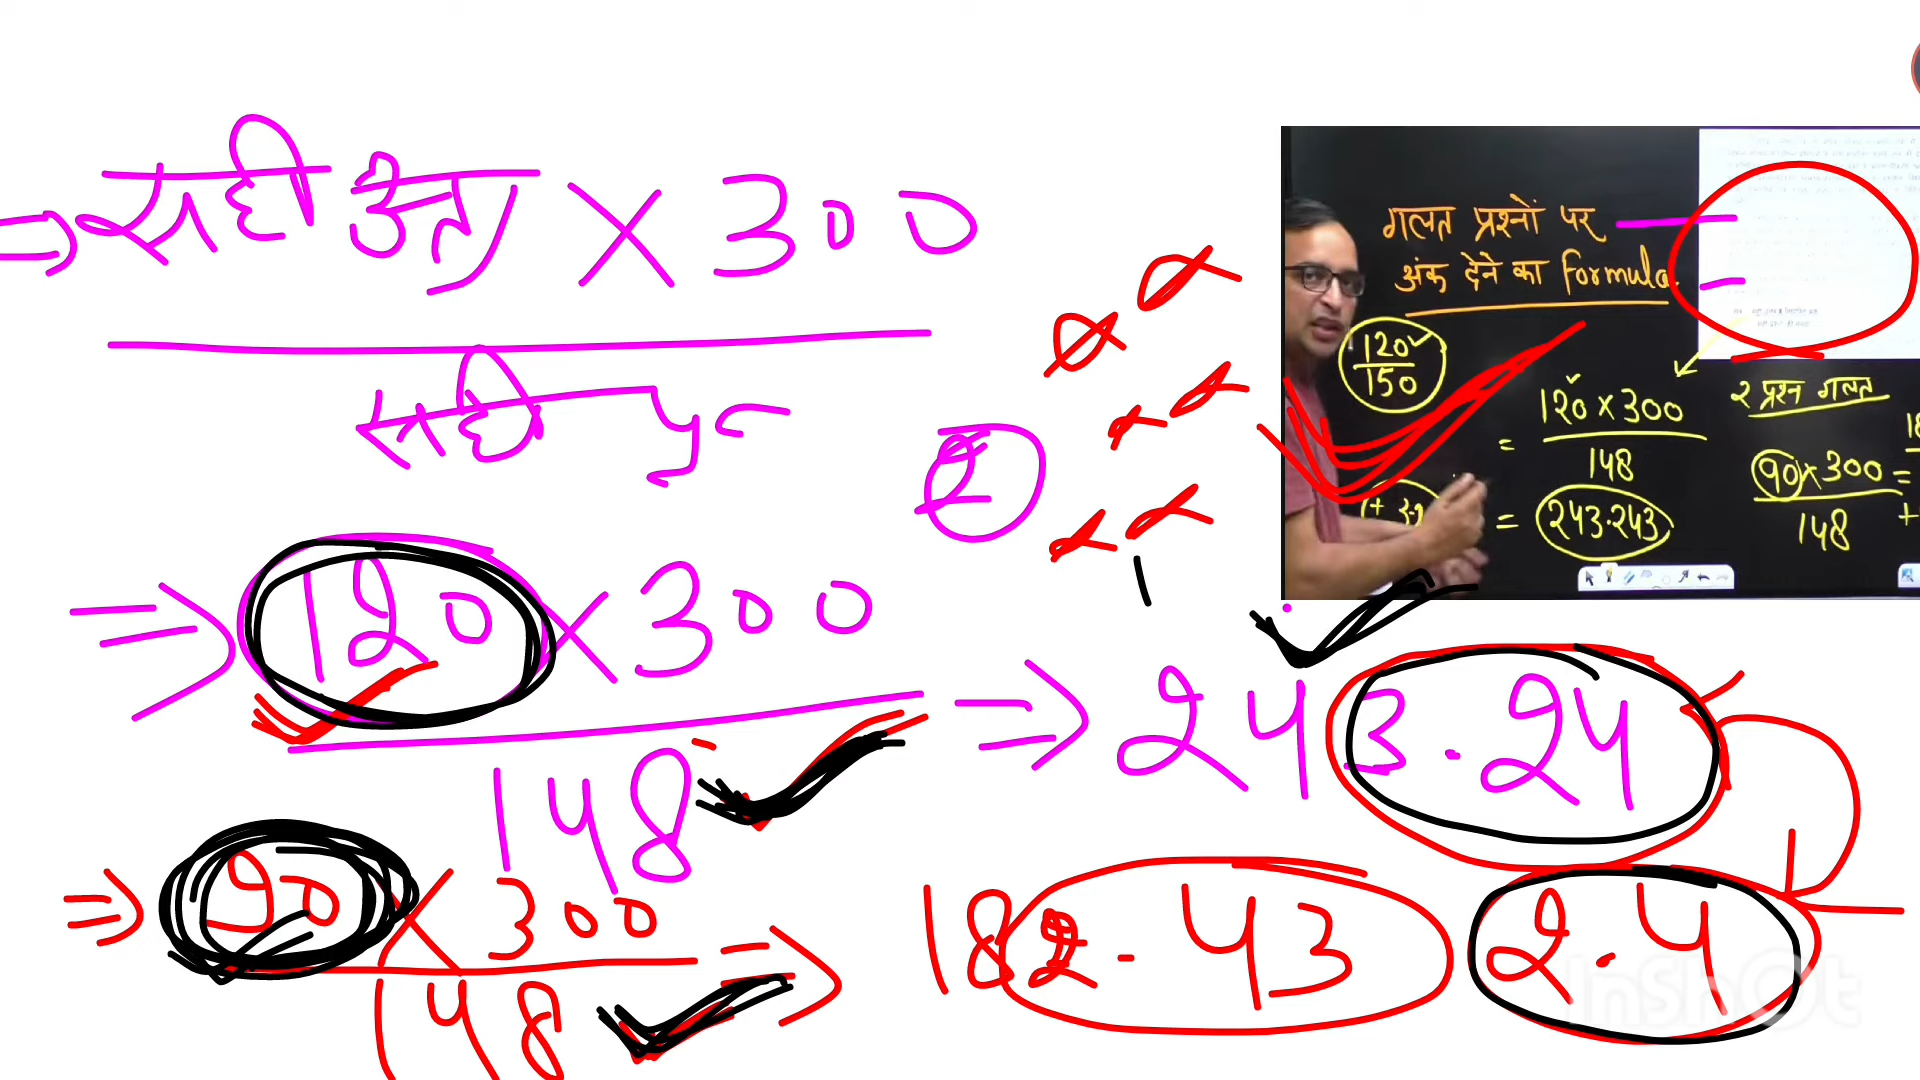 ⇒ सही उत्तर × 300
सही
⇒ 120 × 300
148
⇒ 243.24
⇒ 90 × 300
148
⇒ 182.43
2.4
2
गलत प्रश्नों पर
अंक देने का formula
120
150
= 120 × 300
148
= 243.243
2 प्रश्न गलत
90 × 300 =
148
+
InShOt